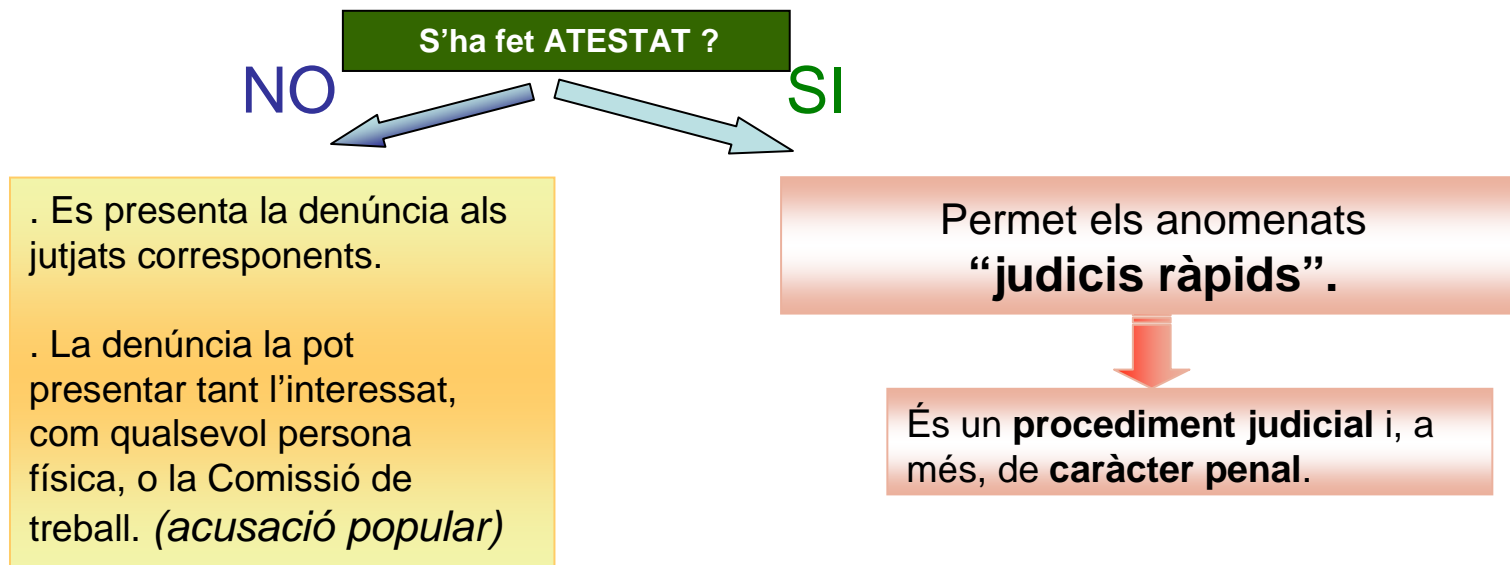 S’ha fet ATESTAT ?
NO
SI
. Es presenta la denúncia als
jutjats corresponents.
. La denúncia la pot
presentar tant l’interessat,
com qualsevol persona
física, o la Comissió de
treball. (acusació popular)
Permet els anomenats
“judicis ràpids”.
És un procediment judicial i, a
més, de caràcter penal.